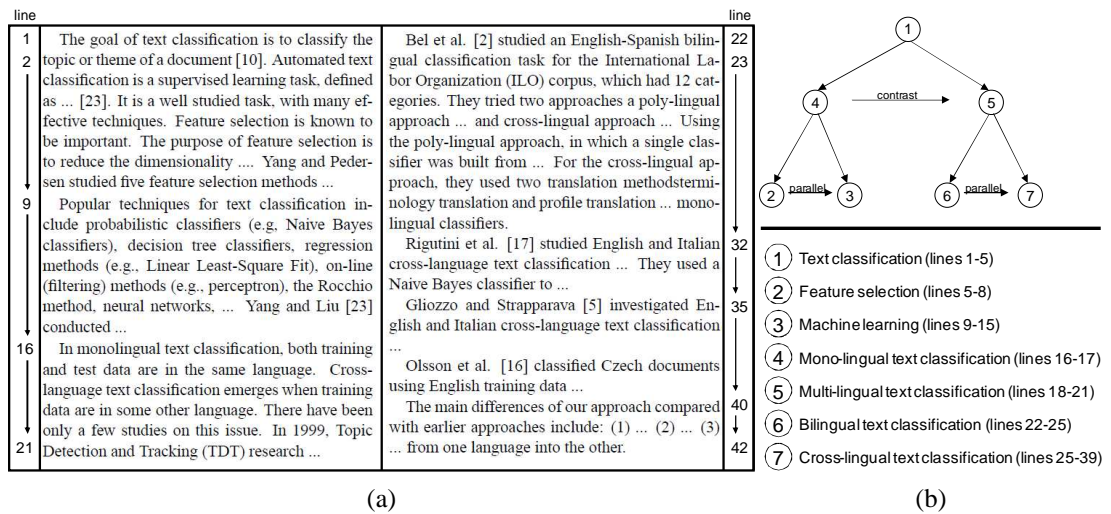 line
1
2
9
16
21
The goal of text classification is to classify the
topic or theme of a document [10]. Automated text
classification is a supervised learning task, defined
as ... [23]. It is a well studied task, with many ef-
fective techniques. Feature selection is known to
be important. The purpose of feature selection is
to reduce the dimensionality .... Yang and Peder-
sen studied five feature selection methods ...
Popular techniques for text classification in-
clude probabilistic classifiers (e.g, Naive Bayes
classifiers), decision tree classifiers, regression
methods (e.g., Linear Least-Square Fit), on-line
(filtering) methods (e.g., perceptron), the Rocchio
method, neural networks, ... Yang and Liu [23]
conducted ...
In monolingual text classification, both training
and test data are in the same language. Cross-
language text classification emerges when training
data are in some other language. There have been
only a few studies on this issue. In 1999, Topic
Detection and Tracking (TDT) research ...
Bel et al. [2] studied an English-Spanish bilin-
gual classification task for the International La-
bor Organization (ILO) corpus, which had 12 cat-
egories. They tried two approaches a poly-lingual
approach ... and cross-lingual approach ... Using
the poly-lingual approach, in which a single clas-
sifier was built from ... For the cross-lingual ap-
proach, they used two translation methodstermi-
nology translation and profile translation ... mono-
lingual classifiers.
Rigutini et al. [17] studied English and Italian
cross-language text classification ... They used a
Naive Bayes classifier to ...
Gliozzo and Strapparava [5] investigated En-
glish and Italian cross-language text classification
...
Olsson et al. [16] classified Czech documents
using English training data ...
The main differences of our approach compared
with earlier approaches include: (1) ... (2) ... (3)
... from one language into the other.
line
22
23
32
35
40
42
(a)
1
4 contrast 5
2 parallel 3 6 parallel 7
1 Text classification (lines 1-5)
2 Feature selection (lines 5-8)
3 Machine learning (lines 9-15)
4 Mono-lingual text classification (lines 16-17)
5 Multi-lingual text classification (lines 18-21)
6 Bilingual text classification (lines 22-25)
7 Cross-lingual text classification (lines 25-39)
(b)